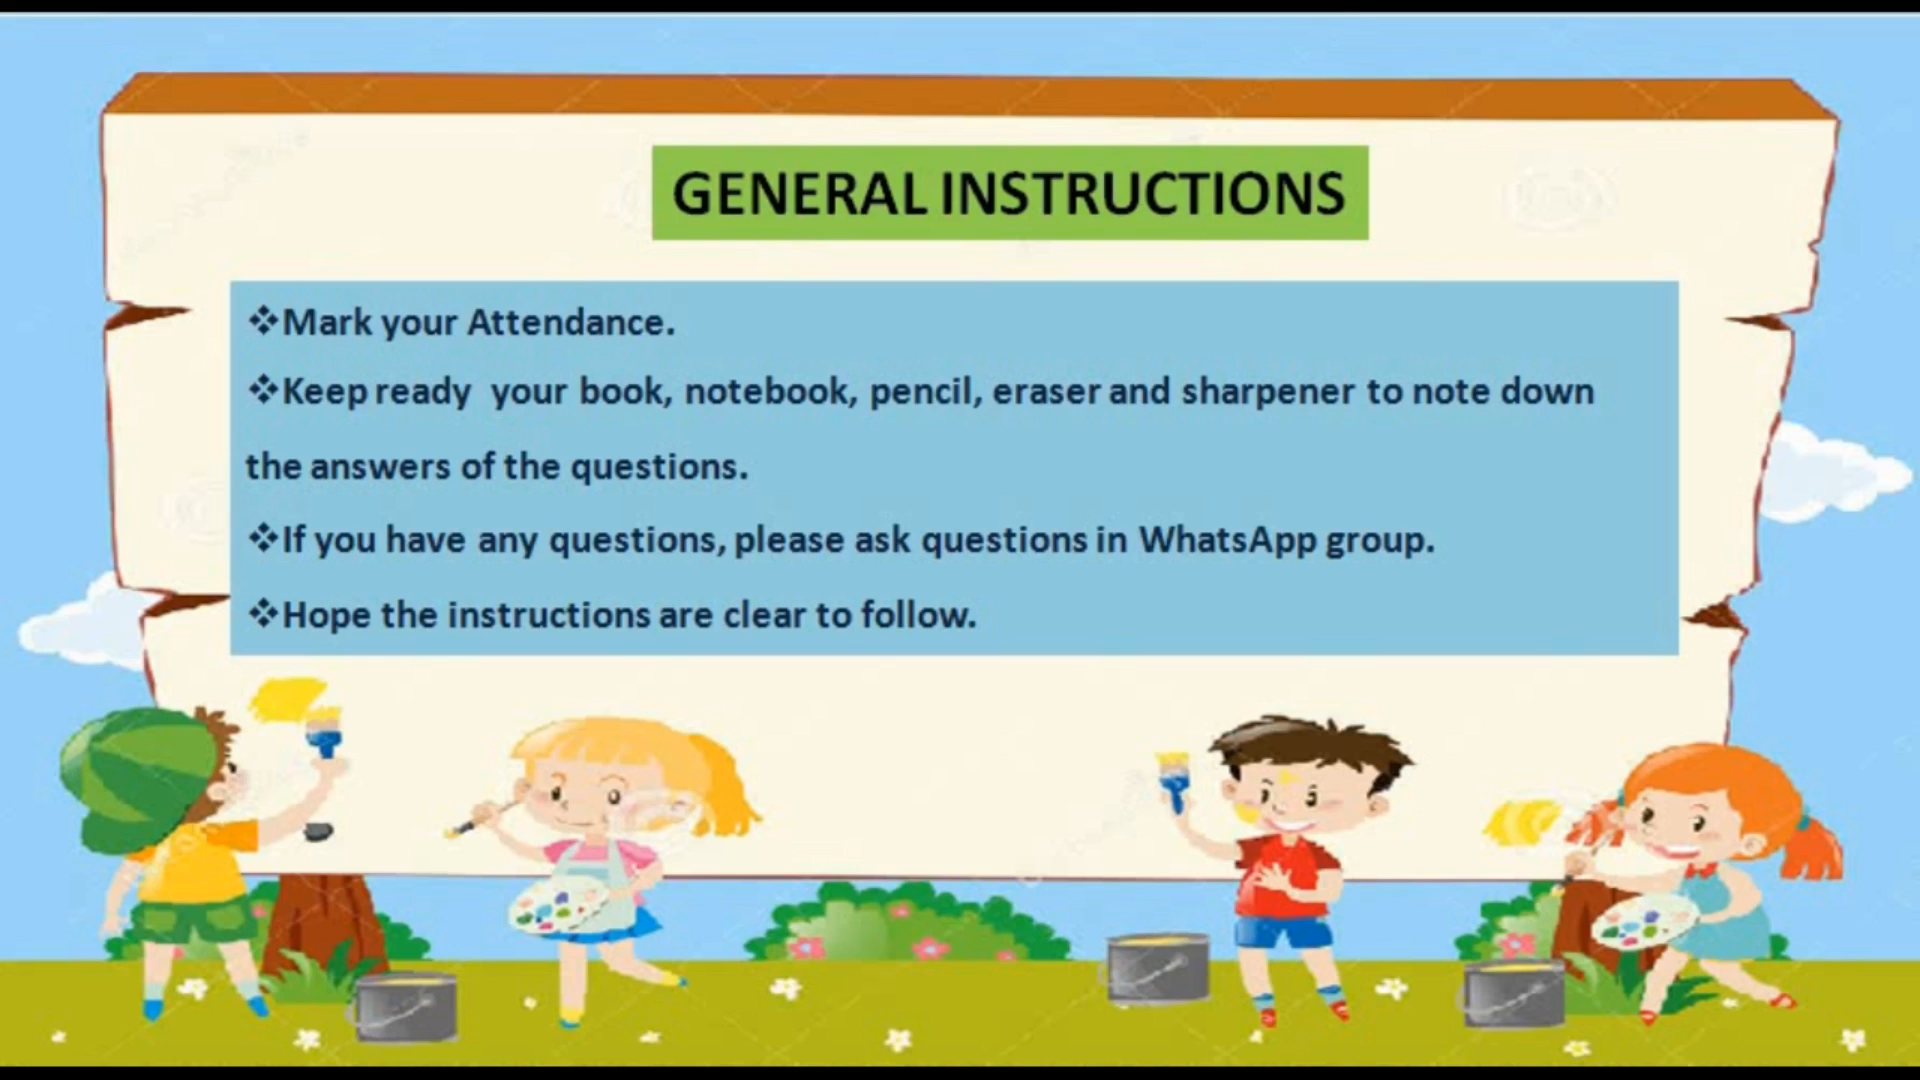 GENERAL INSTRUCTIONS
❖Mark your Attendance.
❖Keep ready your book, notebook, pencil, eraser and sharpener to note down
the answers of the questions.
❖If you have any questions, please ask questions in WhatsApp group.
❖Hope the instructions are clear to follow.